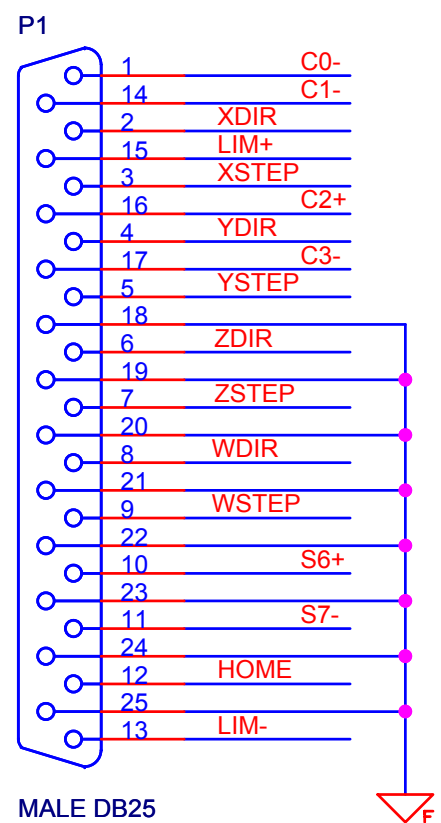 P1
1 C0-
14 C1-
2 XDIR
15 LIM+
3 XSTEP
16 C2+
4 YDIR
17 C3-
5 YSTEP
18
6 ZDIR
19
7 ZSTEP
20
8 WDIR
21
9 WSTEP
22
10 S6+
23
11 S7-
24
12 HOME
25
13 LIM-
MALE DB25
F